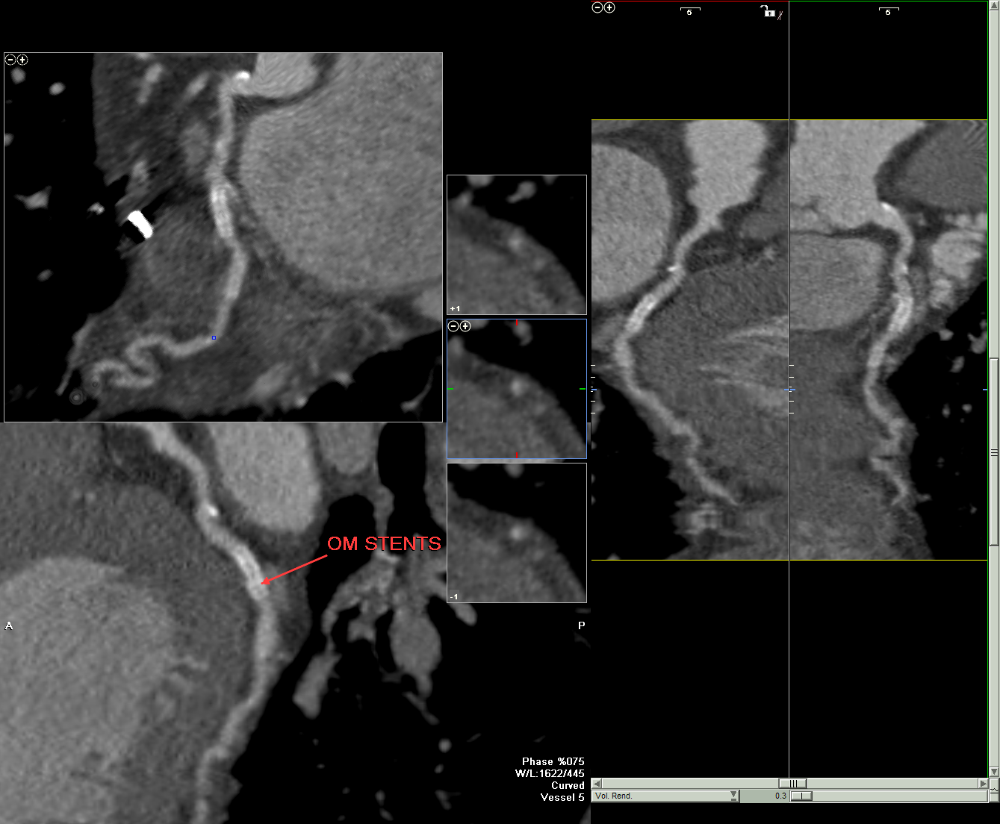 5
5
+1
OM STENTS
-1
A
P
Phase %075
W/L:1622/445
Curved
Vessel 5
Vol. Rend.
0.3